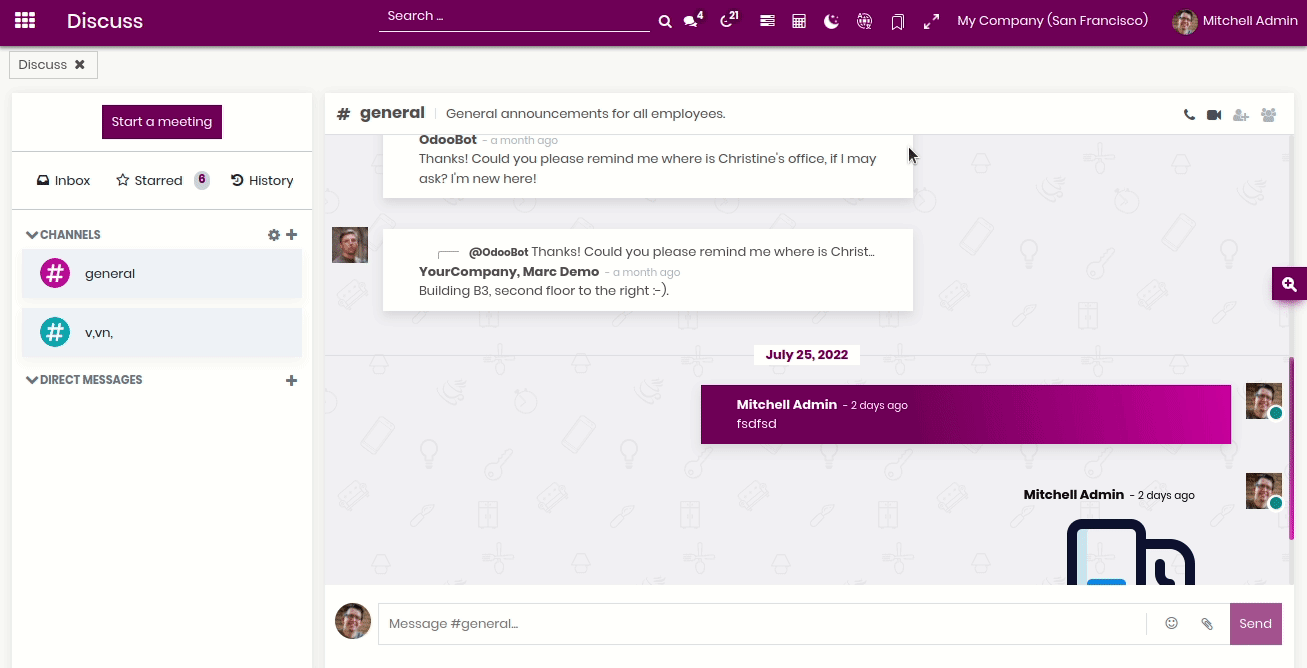 Discuss
Search ...
4
21
My Company (San Francisco)
Mitchell Admin
Discuss ✖
Start a meeting
Inbox
Starred 6
History
CHANNELS
general
v,vn,
DIRECT MESSAGES
# general
General announcements for all employees.
OdooBot - a month ago
Thanks! Could you please remind me where is Christine's office, if I may
ask? I'm new here!
@OdooBot Thanks! Could you please remind me where is Christ...
YourCompany, Marc Demo - a month ago
Building B3, second floor to the right :-).
July 25, 2022
Mitchell Admin - 2 days ago
fsdfsd
Mitchell Admin - 2 days ago
Message #general...
Send